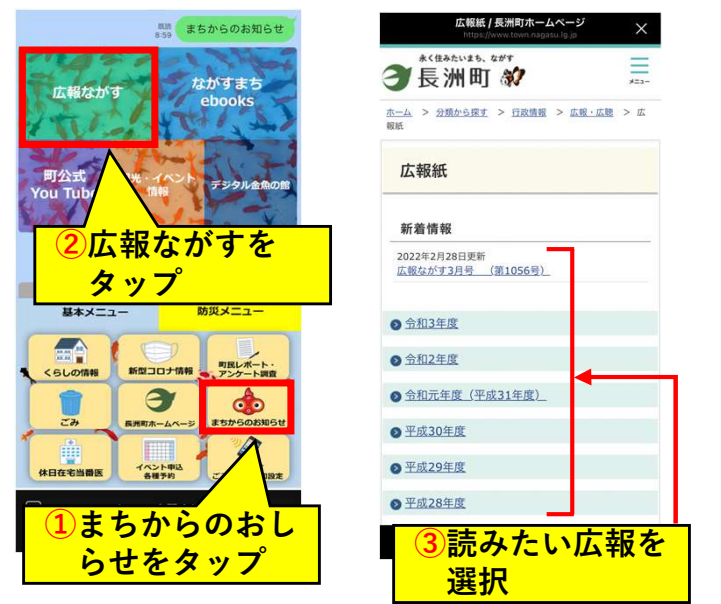 既読
8:59
まちからのお知らせ
広報ながす
ながすまち
ebooks
町公式
You Tube
情報
デジタル金魚の館
②広報ながすを
タップ
基本メニュー
防災メニュー
くらしの情報
新型コロナ情報
町民レポート・
アンケート調査
ごみ
長洲町ホームページ
まちからのお知らせ
休日在宅当番医
イベント申込
各種予約
①まちからのおし
らせをタップ
広報紙 / 長洲町ホームページ
https://www.town.nagasu.lg.jp
永く住みたいまち、ながす
長洲町
メニュー
ホーム > 分類から探す > 行政情報 > 広報・広聴 > 広
報紙
広報紙
新着情報
2022年2月28日更新
広報ながす3月号 （第1056号）
令和3年度
令和2年度
令和元年度（平成31年度）
平成30年度
平成29年度
平成28年度
③読みたい広報を
選択